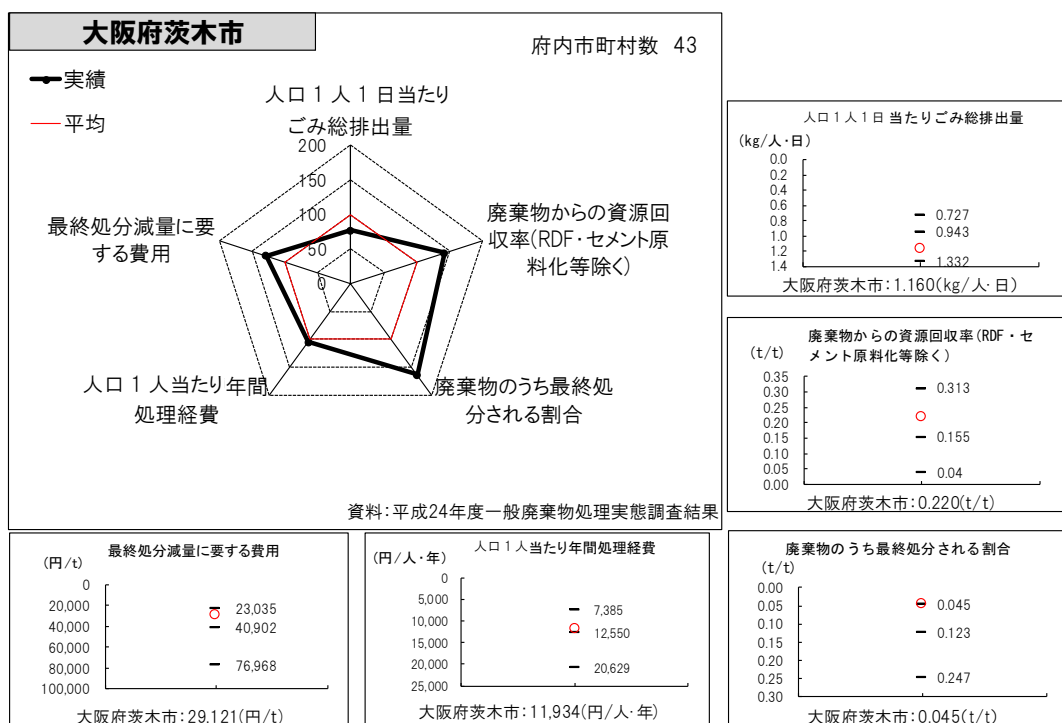 大阪府茨木市
府内市町村数 43
実績
平均
人口1人1日当たり
ごみ総排出量
200
150
100
50
0
廃棄物からの資源回
収率(RDF・セメント原
料化等除く)
廃棄物のうち最終処
分される割合
人口1人当たり年間
処理経費
最終処分減量に要
する費用
資料:平成24年度一般廃棄物処理実態調査結果
人口1人1日当たりごみ総排出量
(kg/人・日)
0.0
0.2
0.4
0.6
0.8
1.0
1.2
1.4
0.727
0.943
1.332
大阪府茨木市:1.160(kg/人・日)
廃棄物からの資源回収率(RDF・セ
メント原料化等除く)
(t/t)
0.35
0.30
0.25
0.20
0.15
0.10
0.05
0.00
0.313
0.155
0.04
大阪府茨木市:0.220(t/t)
最終処分減量に要する費用
(円/t)
0
20,000
40,000
60,000
80,000
100,000
23,035
40,902
76,968
大阪府茨木市:29,121(円/t)
人口1人当たり年間処理経費
(円/人・年)
0
5,000
10,000
15,000
20,000
25,000
7,385
12,550
20,629
大阪府茨木市:11,934(円/人・年)
廃棄物のうち最終処分される割合
(t/t)
0.00
0.05
0.10
0.15
0.20
0.25
0.30
0.045
0.123
0.247
大阪府茨木市:0.045(t/t)